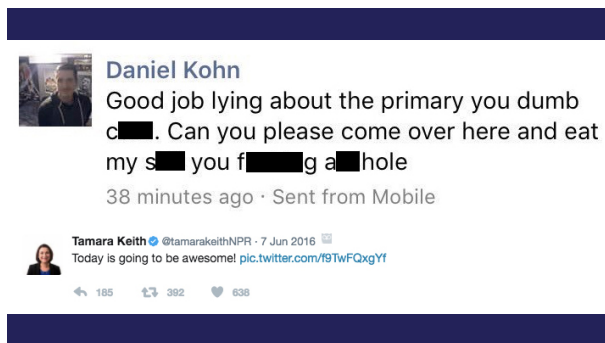 Daniel Kohn
Good job lying about the primary you dumb
c. Can you please come over here and eat
my s you f g a hole
38 minutes ago · Sent from Mobile
Tamara Keith @tamarakeithNPR · 7 Jun 2016
Today is going to be awesome! pic.twitter.com/f9TwFQxgYf
185 392 638